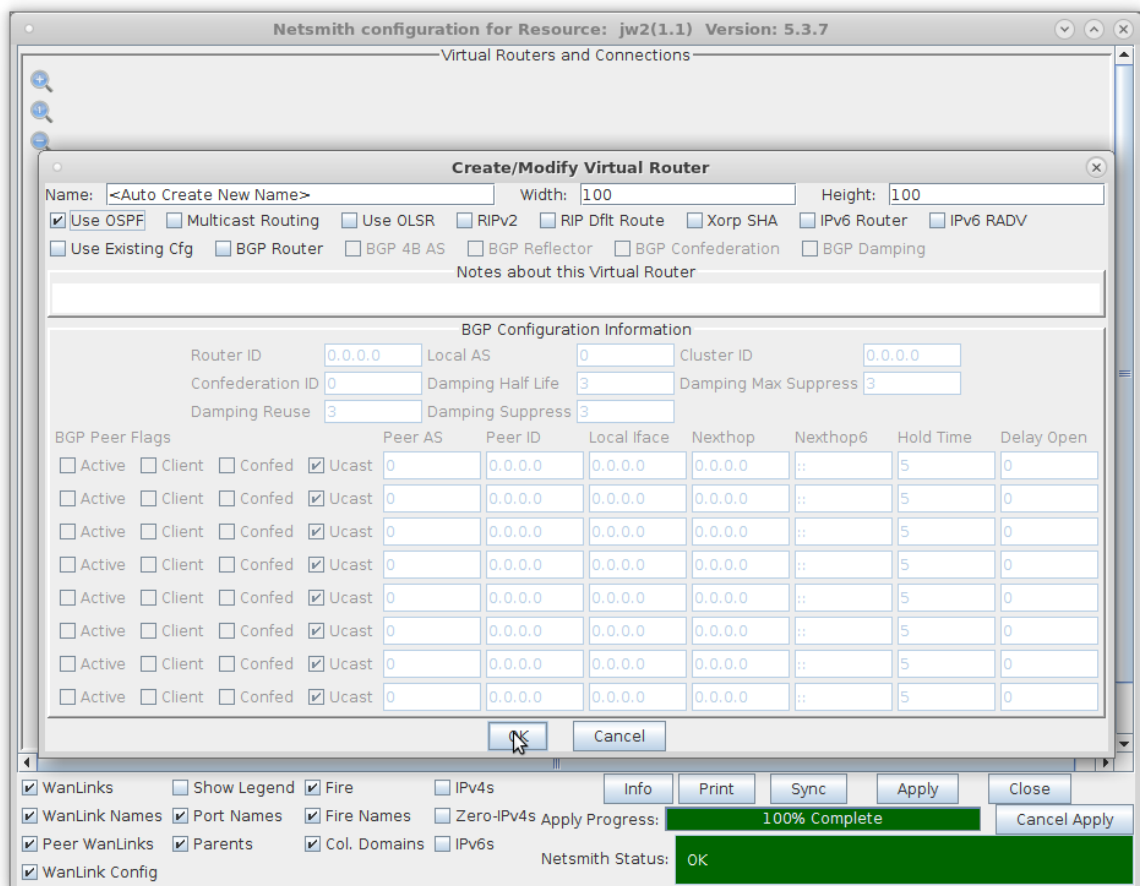 Netsmith configuration for Resource: jw2(1.1) Version: 5.3.7
Virtual Routers and Connections
Create/Modify Virtual Router
Name: <Auto Create New Name> Width: 100 Height: 100
Use OSPF Multicast Routing Use OLSR RIPv2 RIP Dflt Route Xorp SHA IPv6 Router IPv6 RADV
Use Existing Cfg BGP Router BGP 4B AS BGP Reflector BGP Confederation BGP Damping
Notes about this Virtual Router
BGP Configuration Information
Router ID 0.0.0.0 Local AS 0 Cluster ID 0.0.0.0
Confederation ID 0 Damping Half Life 3 Damping Max Suppress 3
Damping Reuse 3 Damping Suppress 3
BGP Peer Flags Peer AS Peer ID Local Iface Nexthop Nexthop6 Hold Time Delay Open
Active Client Confed Ucast 0 0.0.0.0 0.0.0.0 0.0.0.0 :: 5 0
Active Client Confed Ucast 0 0.0.0.0 0.0.0.0 0.0.0.0 :: 5 0
Active Client Confed Ucast 0 0.0.0.0 0.0.0.0 0.0.0.0 :: 5 0
Active Client Confed Ucast 0 0.0.0.0 0.0.0.0 0.0.0.0 :: 5 0
Active Client Confed Ucast 0 0.0.0.0 0.0.0.0 0.0.0.0 :: 5 0
Active Client Confed Ucast 0 0.0.0.0 0.0.0.0 0.0.0.0 :: 5 0
Active Client Confed Ucast 0 0.0.0.0 0.0.0.0 0.0.0.0 :: 5 0
Active Client Confed Ucast 0 0.0.0.0 0.0.0.0 0.0.0.0 :: 5 0
OK Cancel
WanLinks Show Legend Fire IPv4s Info Print Sync Apply Close
WanLink Names Port Names Fire Names Zero-IPv4s Apply Progress: 100% Complete Cancel Apply
Peer WanLinks Parents Col. Domains IPv6s Netsmith Status: OK
WanLink Config